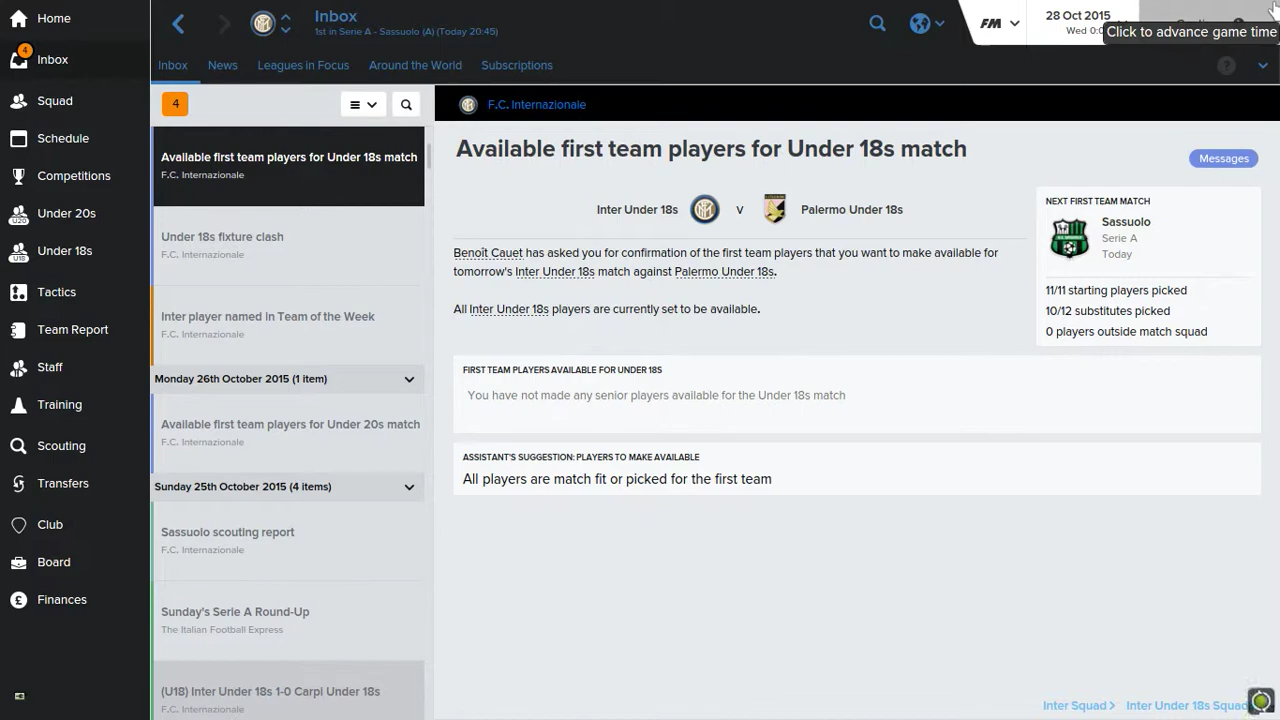 Home
4
Inbox
Squad
Schedule
Competitions
U20
Under 20s
U18
Under 18s
Tactics
Team Report
Staff
Training
Scouting
Transfers
Club
Board
£
Finances
Inbox
1st in Serie A - Sassuolo (A) (Today 20:45)
FM
28 Oct 2015
Wed 0:0
Click to advance game time
Inbox
News
Leagues in Focus
Around the World
Subscriptions
?
4
Available first team players for Under 18s match
F.C. Internazionale
Under 18s fixture clash
F.C. Internazionale
Inter player named in Team of the Week
F.C. Internazionale
Monday 26th October 2015 (1 item)
Available first team players for Under 20s match
F.C. Internazionale
Sunday 25th October 2015 (4 items)
Sassuolo scouting report
F.C. Internazionale
Sunday's Serie A Round-Up
The Italian Football Express
(U18) Inter Under 18s 1-0 Carpi Under 18s
F.C. Internazionale
F.C. Internazionale
Available first team players for Under 18s match
Messages
Inter Under 18s v Palermo Under 18s
Benoît Cauet has asked you for confirmation of the first team players that you want to make available for
tomorrow's Inter Under 18s match against Palermo Under 18s.
All Inter Under 18s players are currently set to be available.
NEXT FIRST TEAM MATCH
Sassuolo
Serie A
Today
11/11 starting players picked
10/12 substitutes picked
0 players outside match squad
FIRST TEAM PLAYERS AVAILABLE FOR UNDER 18S
You have not made any senior players available for the Under 18s match
ASSISTANT'S SUGGESTION: PLAYERS TO MAKE AVAILABLE
All players are match fit or picked for the first team
Inter Squad
Inter Under 18s Squad